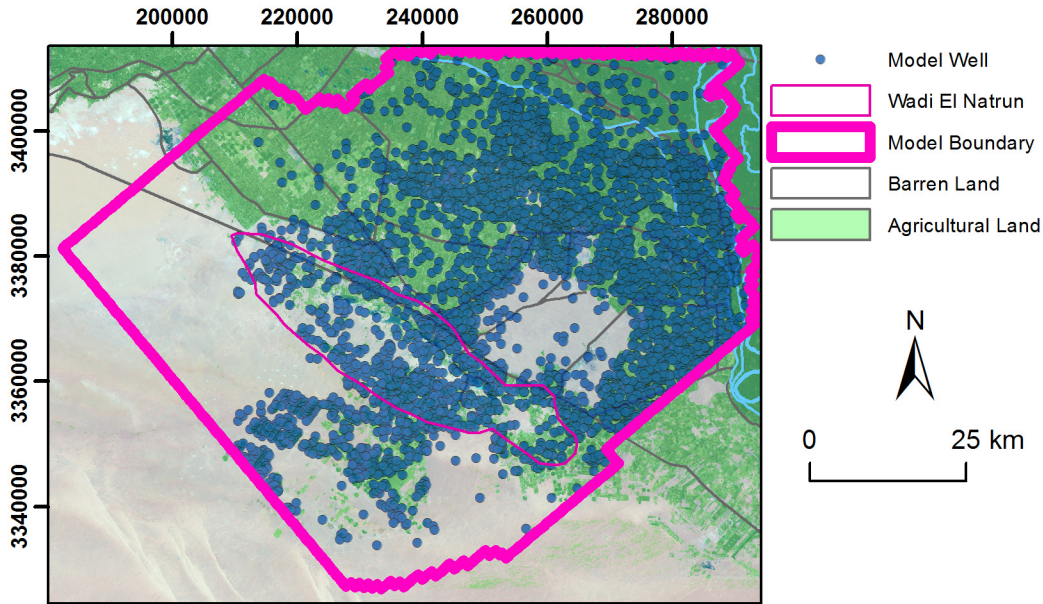 200000 220000 240000 260000 280000
3400000
3380000
3360000
3340000
Model Well
Wadi El Natrun
Model Boundary
Barren Land
Agricultural Land
N
0 25 km